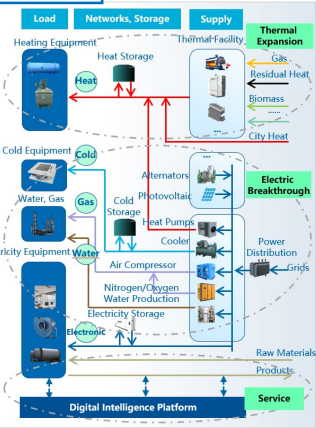 Load
Networks, Storage
Supply
Heating Equipment
Heat Storage
Thermal Facility
Thermal
Expansion
Gas
Residual Heat
Biomass
......
City Heat
Heat
...
Cold Equipment
Cold
Alternators
Photovoltaic
Electric
Breakthrough
Water, Gas
Gas
Cold
Storage
Heat Pumps
Cooler
Power
Distribution
Grids
Water
Air Compressor
Nitrogen/Oxygen
Water Production
...
tricity Equipment
Electricity Storage
Electronic
Raw Materials
Products
Service
Digital Intelligence Platform